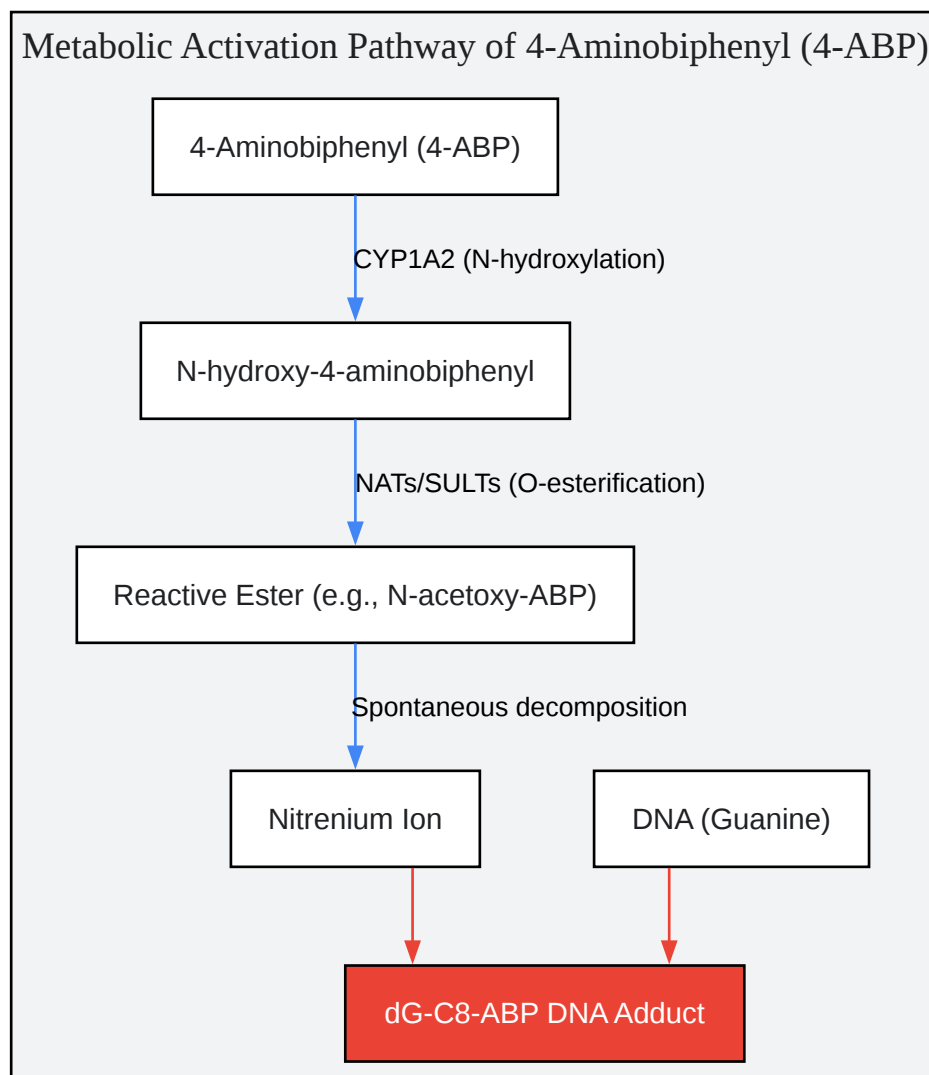 Metabolic Activation Pathway of 4-Aminobiphenyl (4-ABP)
4-Aminobiphenyl (4-ABP)
CYP1A2 (N-hydroxylation)
N-hydroxy-4-aminobiphenyl
NATs/SULTs (O-esterification)
Reactive Ester (e.g., N-acetoxy-ABP)
Spontaneous decomposition
Nitrenium Ion
DNA (Guanine)
dG-C8-ABP DNA Adduct